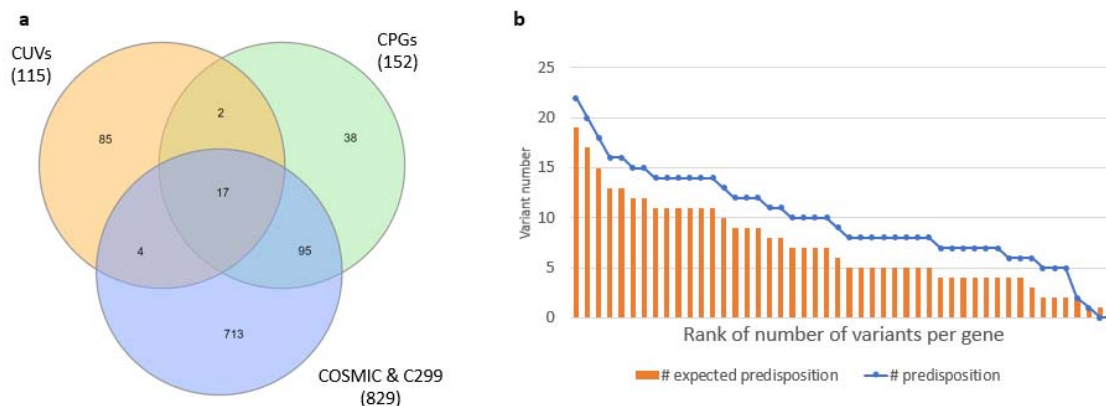 a
CUVs
(115)
CPGs
(152)
85
2
38
17
4
95
713
COSMIC & C299
(829)
b
25
20
15
10
5
0
Variant number
Rank of number of variants per gene
# expected predisposition
# predisposition